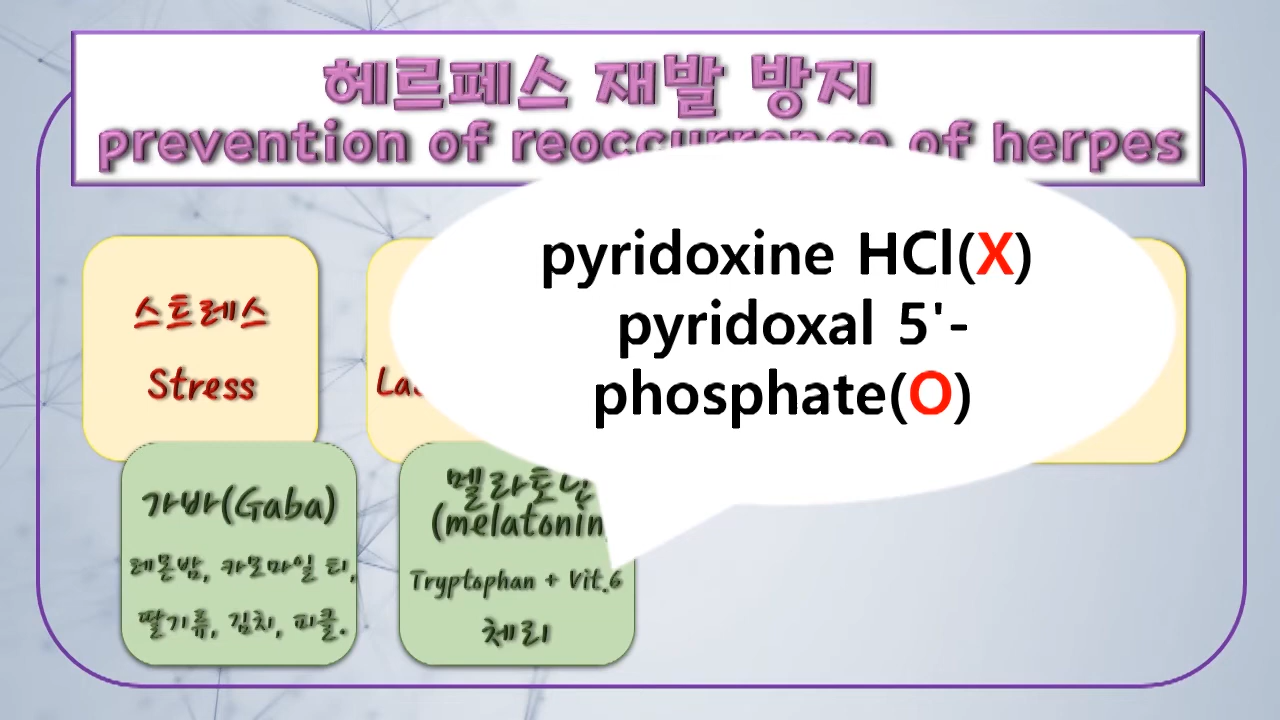 헤르페스 재발 방지
prevention of reoccurrence of herpes
pyridoxine HCl(X)
pyridoxal 5'-
phosphate(O)
스트레스
Stress
가바(Gaba)
레몬밤, 카모마일 티,
딸기류, 김치, 피클.
멜라토닌
(melatonin
Tryptophan + Vit.6
체리